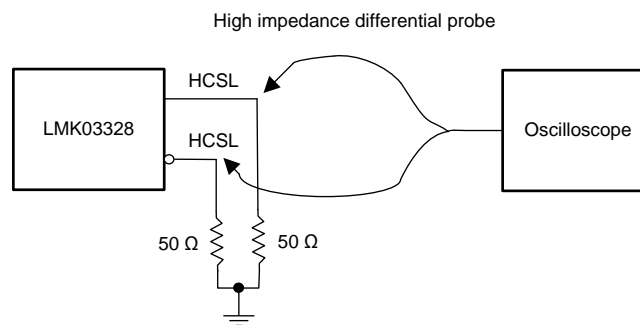 High impedance differential probe
HCSL
LMK03328
HCSL
Oscilloscope
50 Ω
50 Ω